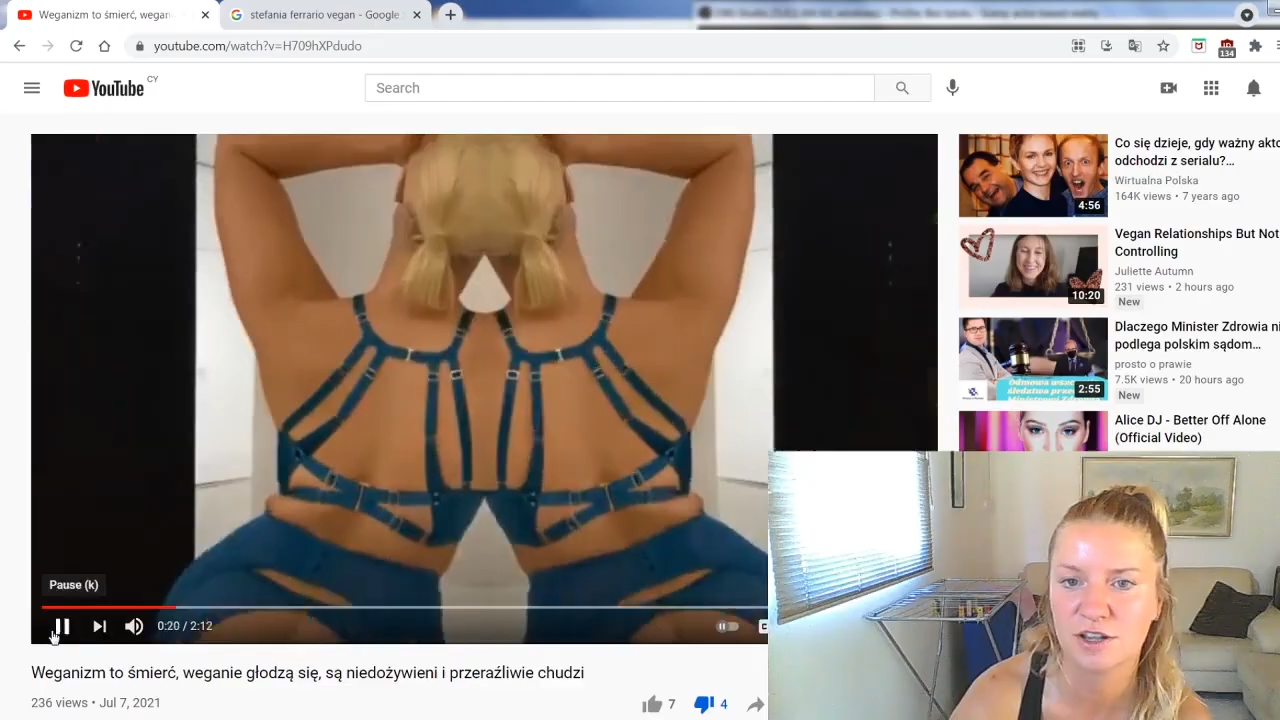 Weganizm to śmierć, wegan
stefania ferrario vegan - Google
youtube.com/watch?v=H709hXPdudo
134
YouTube CY
Search
Co się dzieje, gdy ważny akto
odchodzi z serialu?…
Wirtualna Polska
164K views • 7 years ago
4:56
Vegan Relationships But Not
Controlling
Juliette Autumn
231 views • 2 hours ago
New
10:20
Dlaczego Minister Zdrowia ni
podlega polskim sądom…
prosto o prawie
7.5K views • 20 hours ago
New
2:55
Alice DJ - Better Off Alone
(Official Video)
Pause (k)
0:20 / 2:12
Weganizm to śmierć, weganie głodzą się, są niedożywieni i przeraźliwie chudzi
236 views • Jul 7, 2021
7
4